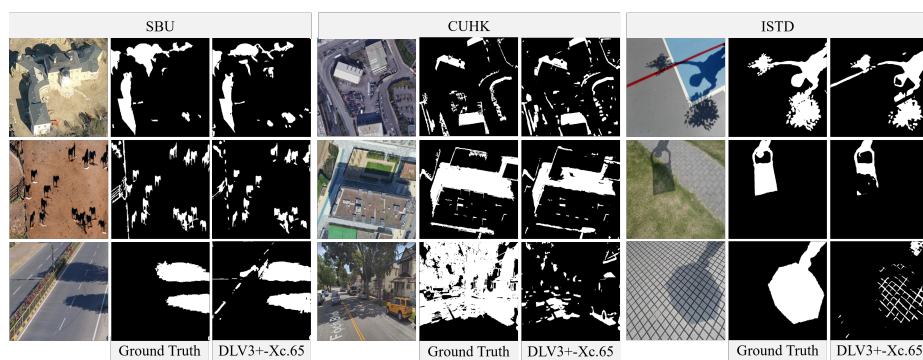 SBU
CUHK
ISTD
Ground Truth
DLV3+-Xc.65
Ground Truth
DLV3+-Xc.65
Ground Truth
DLV3+-Xc.65